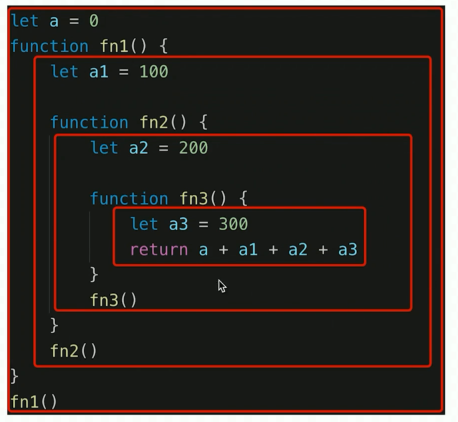 let a = 0
function fn1() {
    let a1 = 100
    function fn2() {
        let a2 = 200
        function fn3() {
            let a3 = 300
            return a + a1 + a2 + a3
        }
        fn3()
    }
    fn2()
}
fn1()